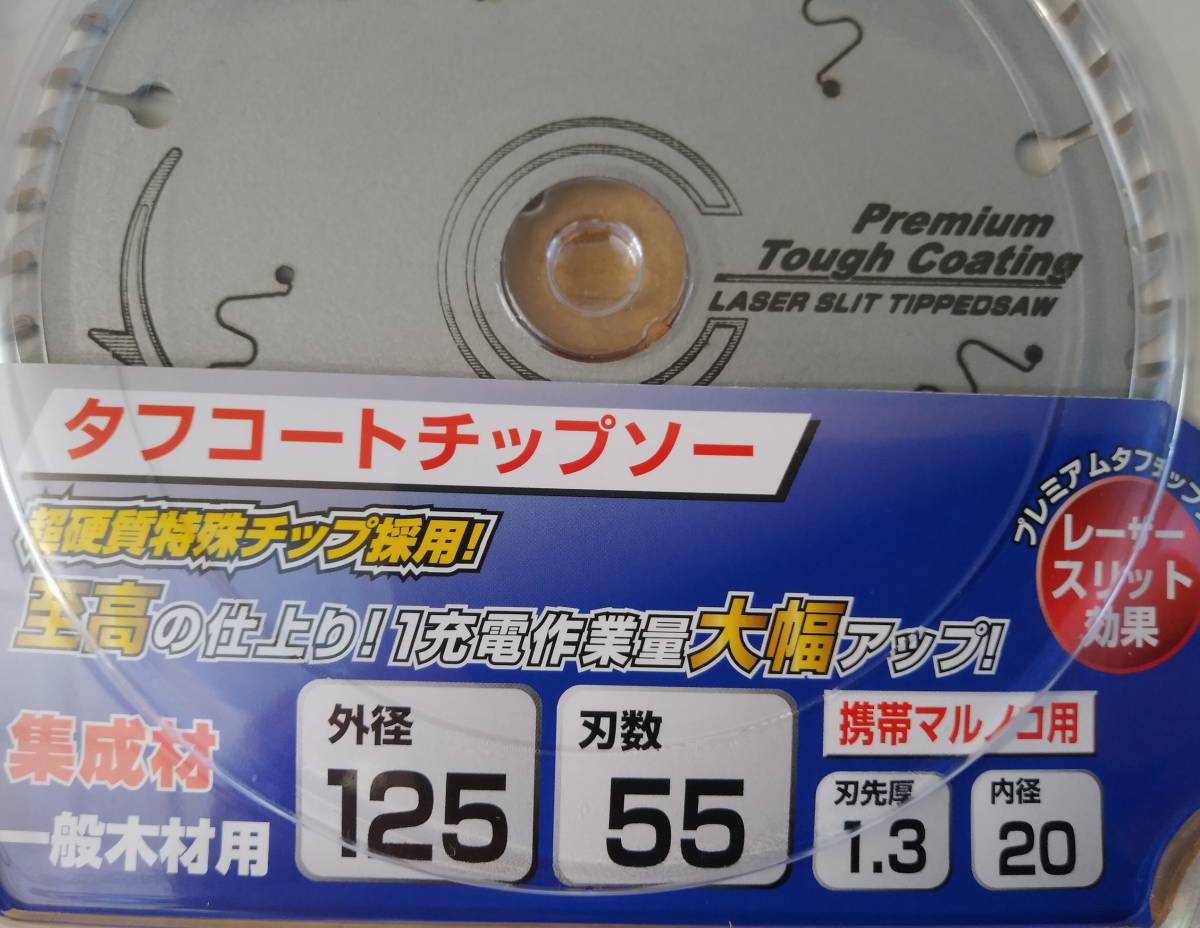 Premium
Tough Coating
LASER SLIT TIPPEDSAW
タフコートチップソー
プレミアムタフチップ
レーザー
スリット
効果
超硬質特殊チップ採用!
至高の仕上り!1充電作業量大幅アップ!
集成材
一般木材用
外径
125
刃数
55
携帯マルノコ用
刃先厚
1.3
内径
20